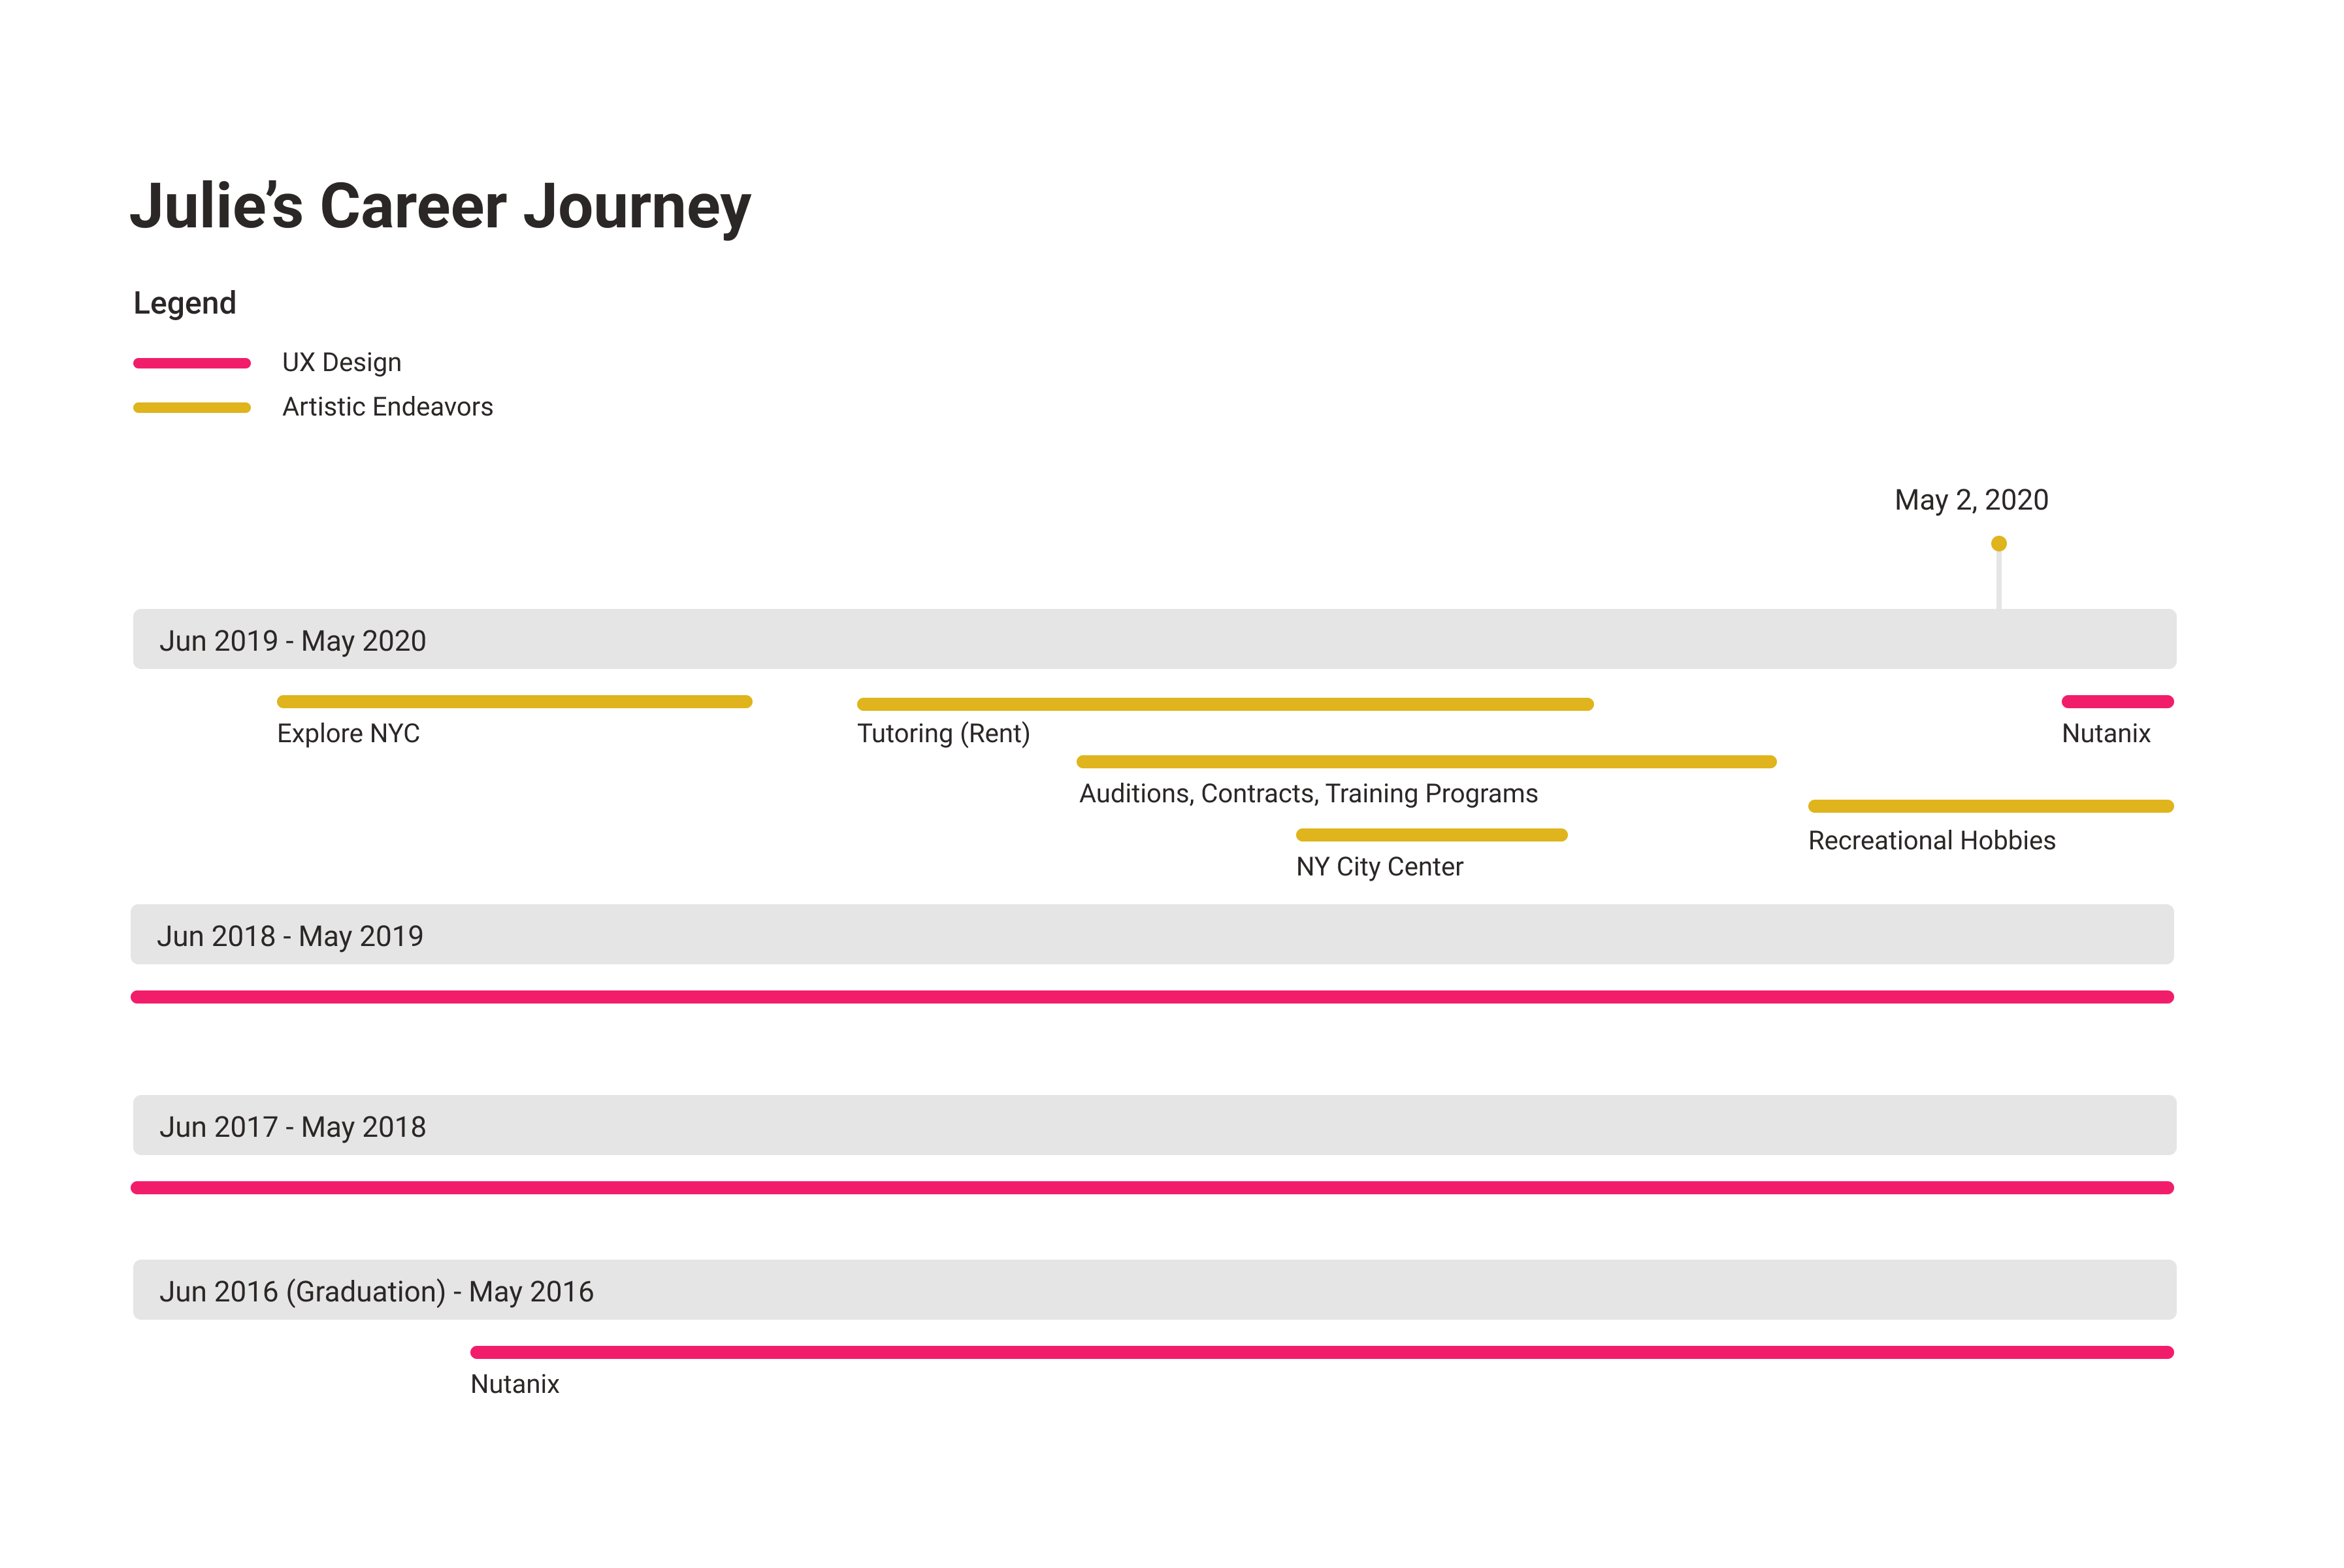 Julie’s Career Journey
Legend
UX Design
Artistic Endeavors
May 2, 2020
Jun 2019 - May 2020
Explore NYC
Tutoring (Rent)
Nutanix
Auditions, Contracts, Training Programs
Recreational Hobbies
NY City Center
Jun 2018 - May 2019
Jun 2017 - May 2018
Jun 2016 (Graduation) - May 2016
Nutanix